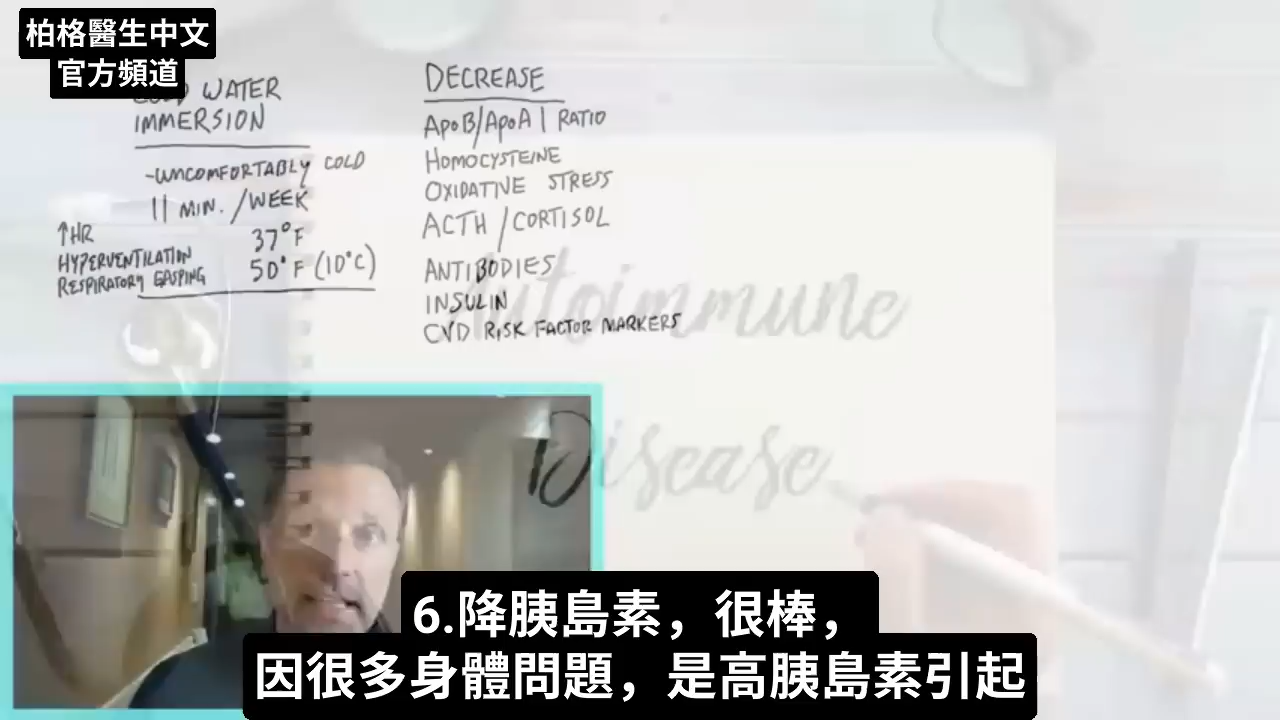 柏格醫生中文
官方頻道
COLD WATER
IMMERSION
-UNCOMFORTABLY COLD
11 MIN. /WEEK
↑HR
37°F
HYPERVENTILATION
RESPIRATORY GASPING
50°F (10°C)
DECREASE
ApoB/ApoA1 RATIO
HOMOCYSTEINE
OXIDATIVE STRESS
ACTH/CORTISOL
ANTIBODIES
INSULIN
CVD RISK FACTOR MARKERS
Autoimmune
Disease
6.降胰島素，很棒，
因很多身體問題，是高胰島素引起